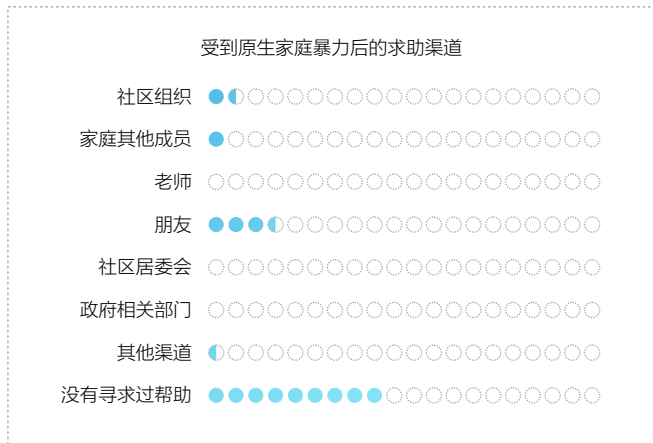 受到原生家庭暴力后的求助渠道
社区组织
家庭其他成员
老师
朋友
社区居委会
政府相关部门
其他渠道
没有寻求过帮助